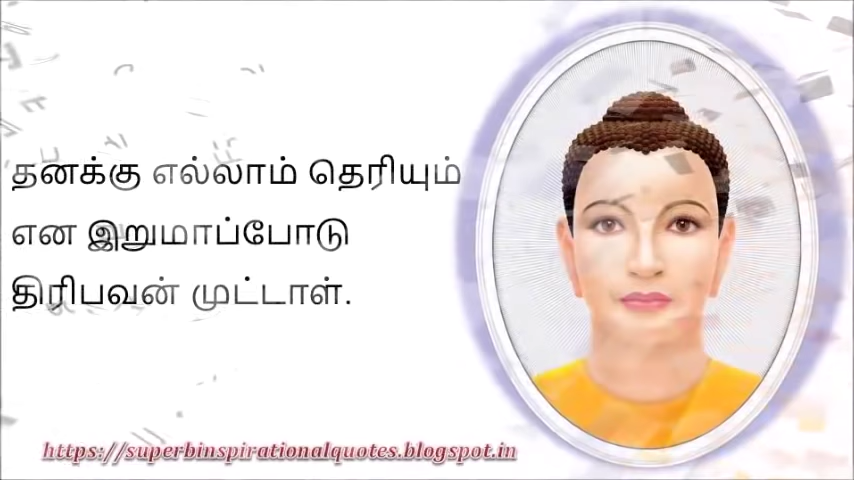 தனக்கு எல்லாம் தெரியும்
என இறுமாப்போடு
திரிபவன் முட்டாள்.
https://superbinspirationalquotes.blogspot.in